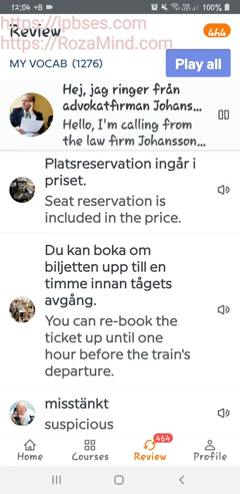 12:04 +B
100%
https://jpbses.com
https://RozaMind.com
Review
464
MY VOCAB (1276)
Play all
Hej, jag ringer från
advokatfirman Johans...
Hello, I'm calling from
the law firm Johansson...
Platsreservation ingår i
priset.
Seat reservation is
included in the price.
Du kan boka om
biljetten upp till en
timme innan tågets
avgång.
You can re-book the
ticket up until one
hour before the train's
departure.
misstänkt
suspicious
464
Home Courses Review Profile